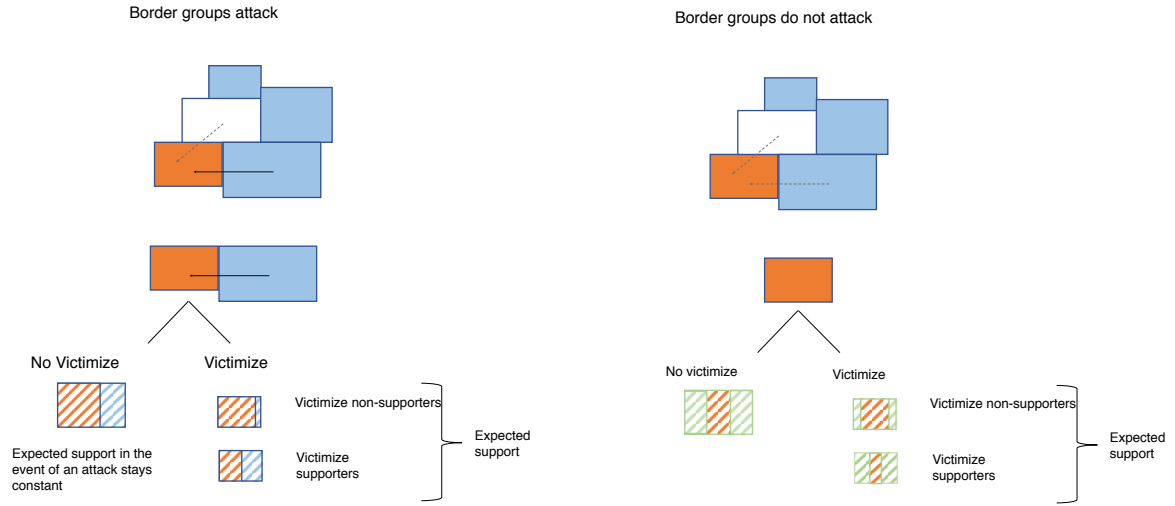 Border groups attack
No Victimize
Victimize
Victimize non-supporters
Victimize
supporters
Expected
support
Expected support in the
event of an attack stays
constant
Border groups do not attack
No victimize
Victimize
Victimize non-supporters
Victimize
supporters
Expected
support